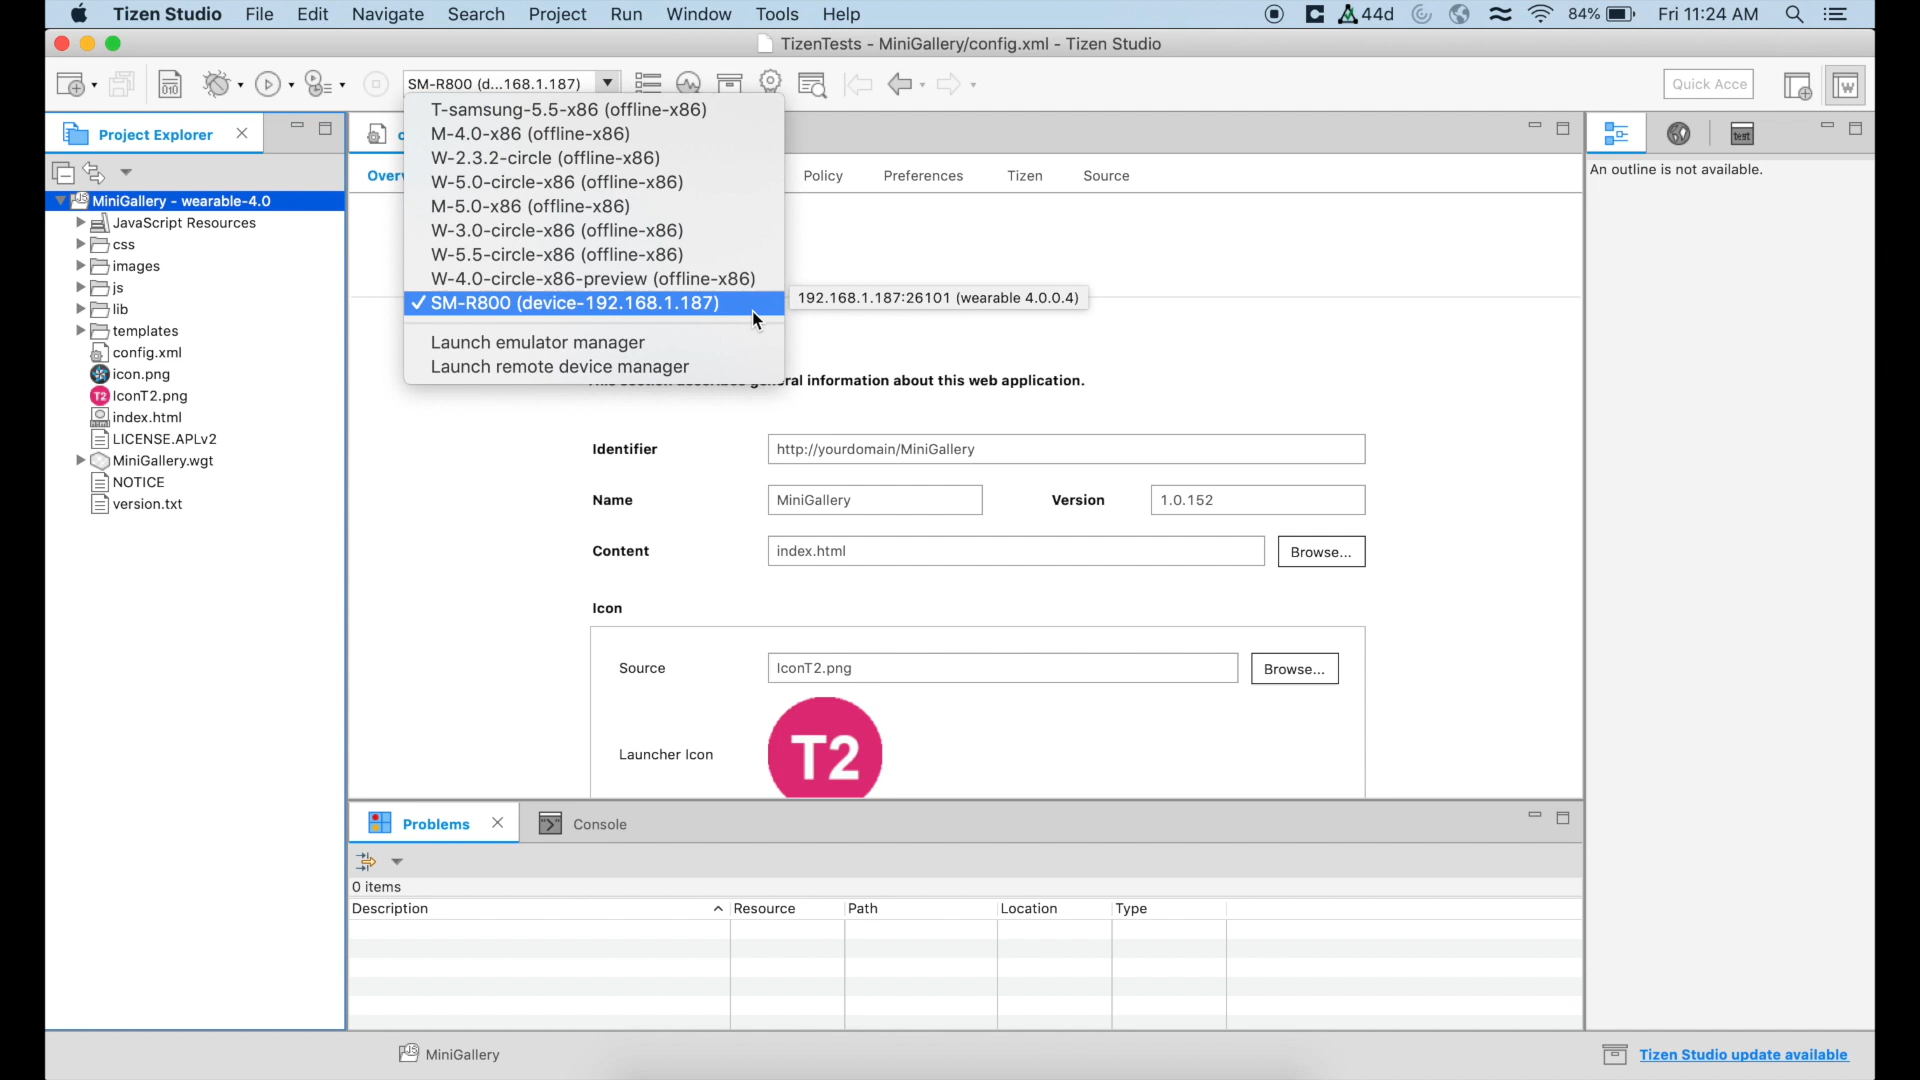 Tizen Studio File Edit Navigate Search Project Run Window Tools Help 44d 84% Fri 11:24 AM
TizenTests - MiniGallery/config.xml - Tizen Studio
010 SM-R800 (d...168.1.187) Quick Acce W
T-samsung-5.5-x86 (offline-x86)
M-4.0-x86 (offline-x86)
W-2.3.2-circle (offline-x86)
W-5.0-circle-x86 (offline-x86)
M-5.0-x86 (offline-x86)
W-3.0-circle-x86 (offline-x86)
W-5.5-circle-x86 (offline-x86)
W-4.0-circle-x86-preview (offline-x86)
✓ SM-R800 (device-192.168.1.187)
192.168.1.187:26101 (wearable 4.0.0.4)
Launch emulator manager
Launch remote device manager
Project Explorer
MiniGallery - wearable-4.0
JavaScript Resources
css
images
js
lib
templates
config.xml
icon.png
T2 IconT2.png
index.html
LICENSE.APLv2
MiniGallery.wgt
NOTICE
version.txt
Overv Policy Preferences Tizen Source
general information about this web application.
Identifier http://yourdomain/MiniGallery
Name MiniGallery Version 1.0.152
Content index.html Browse...
Icon
Source IconT2.png Browse...
Launcher Icon T2
test
An outline is not available.
Problems Console
0 items
Description Resource Path Location Type
MiniGallery
Tizen Studio update available